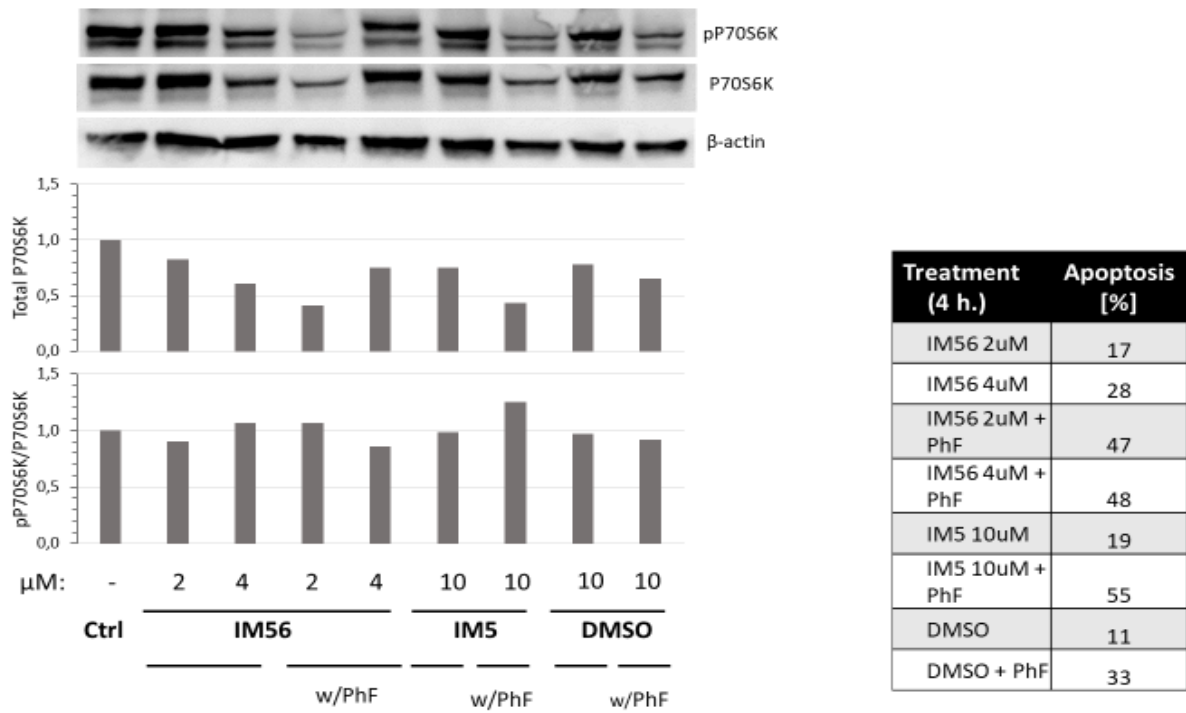 pP70S6K
P70S6K
β-actin
Total P70S6K
1,5
1,0
0,5
0,0
pP70S6K/P70S6K
1,5
1,0
0,5
0,0
µM: - 2 4 2 4 10 10 10 10
Ctrl IM56 IM5 DMSO
w/PhF w/PhF w/PhF
Treatment Apoptosis
(4 h.) [%]
IM56 2uM 17
IM56 4uM 28
IM56 2uM +
PhF 47
IM56 4uM +
PhF 48
IM5 10uM 19
IM5 10uM +
PhF 55
DMSO 11
DMSO + PhF 33